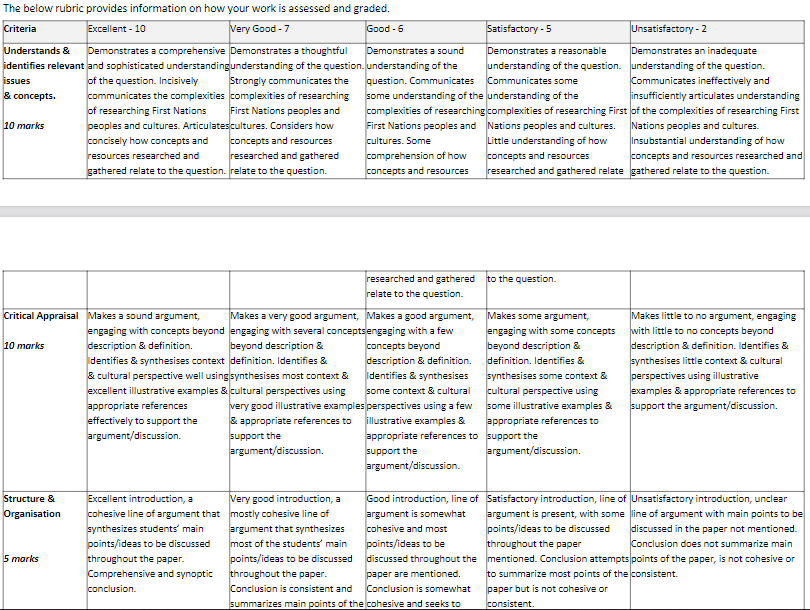 The below rubric provides information on how your work is assessed and graded.
Criteria
Excellent - 10
Very Good - 7
Good - 6
Satisfactory - 5
Unsatisfactory - 2
Understands &
identifies relevant
issues
& concepts.
10 marks
Demonstrates a comprehensive
and sophisticated understanding
of the question. Incisively
communicates the complexities
of researching First Nations
peoples and cultures. Articulates
concisely how concepts and
resources researched and
gathered relate to the question.
Demonstrates a thoughtful
understanding of the question.
Strongly communicates the
complexities of researching
First Nations peoples and
cultures. Considers how
concepts and resources
researched and gathered
relate to the question.
Demonstrates a sound
understanding of the
question. Communicates
some understanding of the
complexities of researching
First Nations peoples and
cultures. Some
comprehension of how
concepts and resources
Demonstrates a reasonable
understanding of the question.
Communicates some
understanding of the
complexities of researching First
Nations peoples and cultures.
Little understanding of how
concepts and resources
researched and gathered relate
Demonstrates an inadequate
understanding of the question.
Communicates ineffectively and
insufficiently articulates understanding
of the complexities of researching First
Nations peoples and cultures.
Insubstantial understanding of how
concepts and resources researched and
gathered relate to the question.
researched and gathered
relate to the question.
to the question.
Critical Appraisal
10 marks
Makes a sound argument,
engaging with concepts beyond
description & definition.
Identifies & synthesises context
& cultural perspective well using
excellent illustrative examples &
appropriate references
effectively to support the
argument/discussion.
Makes a very good argument,
engaging with several concepts
beyond description &
definition. Identifies &
synthesises most context &
cultural perspectives using
very good illustrative examples
& appropriate references to
support the
argument/discussion.
Makes a good argument,
engaging with a few
concepts beyond
description & definition.
Identifies & synthesises
some context & cultural
perspectives using a few
illustrative examples &
appropriate references to
support the
argument/discussion.
Makes some argument,
engaging with some concepts
beyond description &
definition. Identifies &
synthesises some context &
cultural perspective using
some illustrative examples &
appropriate references to
support the
argument/discussion.
Makes little to no argument, engaging
with little to no concepts beyond
description & definition. Identifies &
synthesises little context & cultural
perspectives using illustrative
examples & appropriate references to
support the argument/discussion.
Structure &
Organisation
5 marks
Excellent introduction, a
cohesive line of argument that
synthesizes students' main
points/ideas to be discussed
throughout the paper.
Comprehensive and synoptic
conclusion.
Very good introduction, a
mostly cohesive line of
argument that synthesizes
most of the students' main
points/ideas to be discussed
throughout the paper.
Conclusion is consistent and
summarizes main points of the
Good introduction, line of
argument is somewhat
cohesive and most
points/ideas to be
discussed throughout the
paper are mentioned.
Conclusion is somewhat
cohesive and seeks to
Satisfactory introduction, line of
argument is present, with some
points/ideas to be discussed
throughout the paper
mentioned. Conclusion attempts
to summarize most points of the
paper but is not cohesive or
consistent.
Unsatisfactory introduction, unclear
line of argument with main points to be
discussed in the paper not mentioned.
Conclusion does not summarize main
points of the paper, is not cohesive or
consistent.